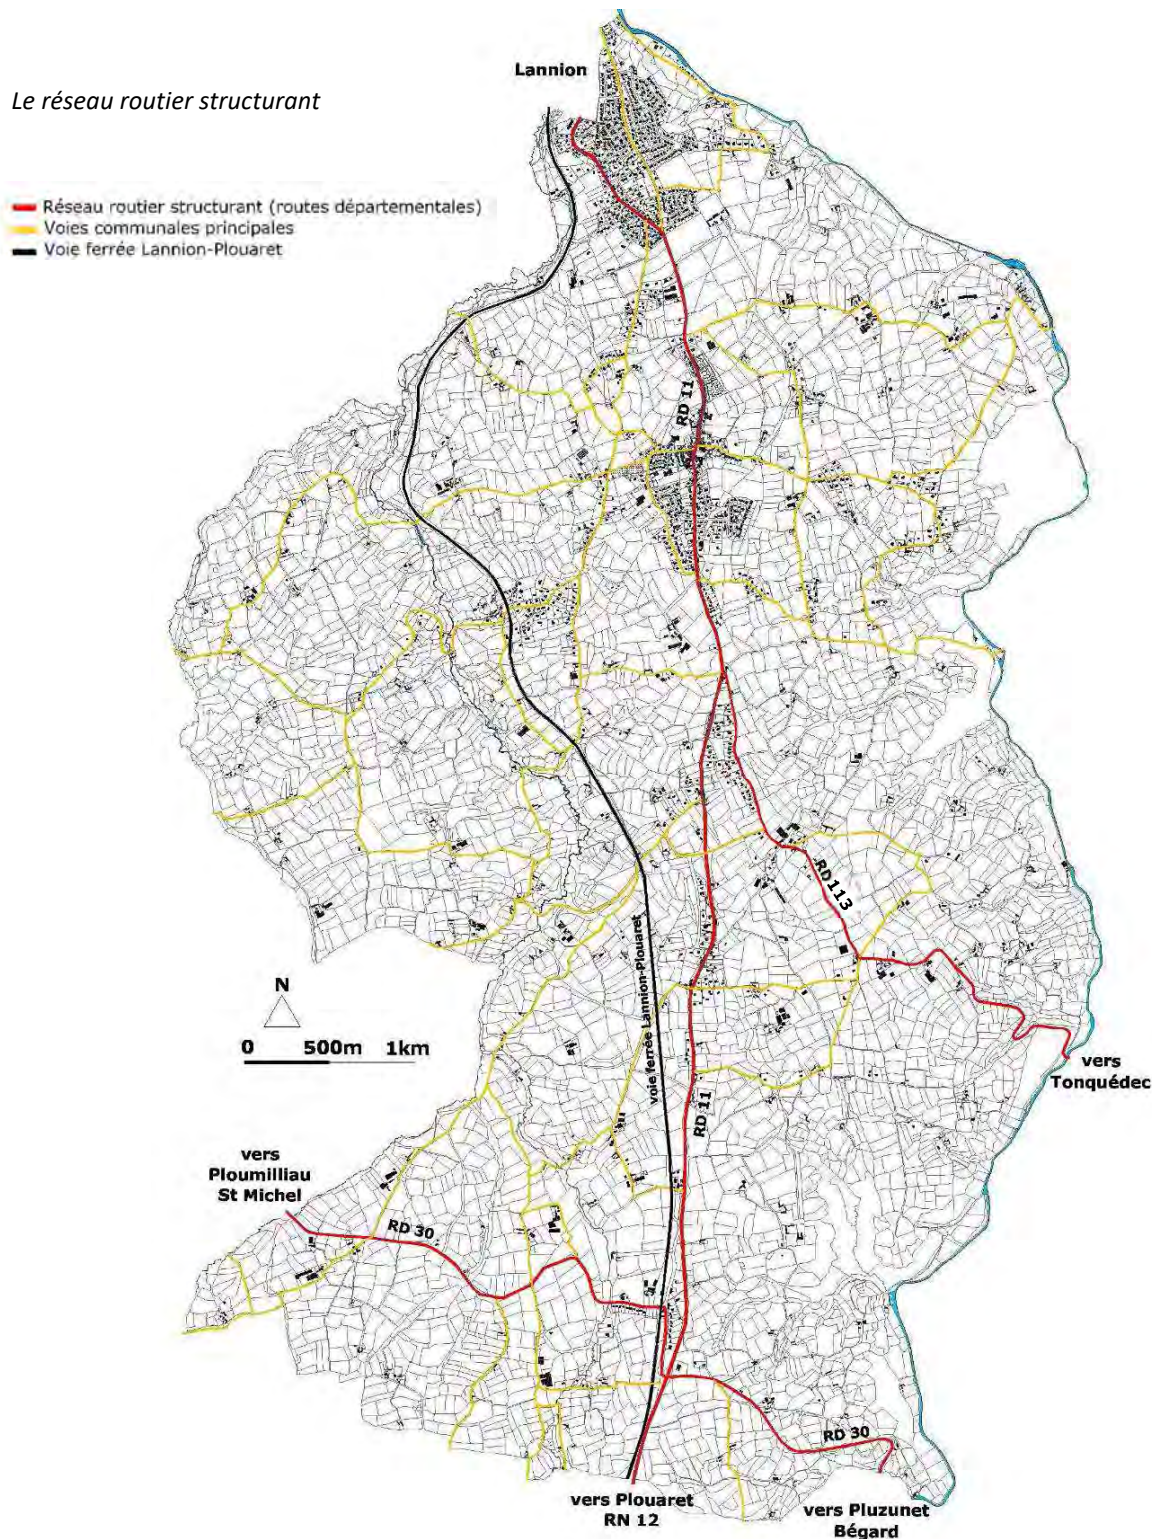 Lannion
Le réseau routier structurant
Réseau routier structurant (routes départementales)
Voies communales principales
Voie ferrée Lannion-Plouaret
RD 11
RD113
voie ferrée Lannion-Plouaret
N
0 500m 1km
vers
Tonquédec
RD 11
vers
Ploumilliau
St Michel
RD 30
RD 30
vers Plouaret
RN 12
vers Pluzunet
Bégard